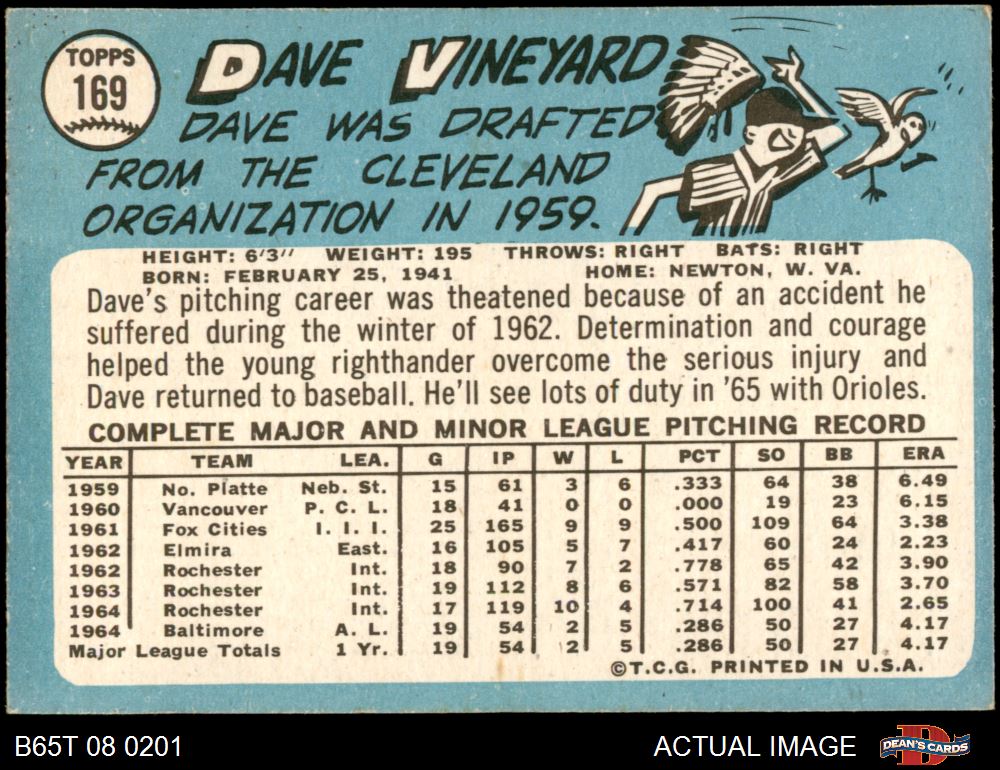 TOPPS
169
DAVE VINEYARD
DAVE WAS DRAFTED
FROM THE CLEVELAND
ORGANIZATION IN 1959.
HEIGHT: 6'3" WEIGHT: 195 THROWS: RIGHT BATS: RIGHT
BORN: FEBRUARY 25, 1941 HOME: NEWTON, W. VA.
Dave's pitching career was theatened because of an accident he
suffered during the winter of 1962. Determination and courage
helped the young righthander overcome the serious injury and
Dave returned to baseball. He'll see lots of duty in '65 with Orioles.
COMPLETE MAJOR AND MINOR LEAGUE PITCHING RECORD
YEAR TEAM LEA. G IP W L PCT SO BB ERA
1959 No. Platte Neb. St. 15 61 3 6 .333 64 38 6.49
1960 Vancouver P. C. L. 18 41 0 0 .000 19 23 6.15
1961 Fox Cities I. I. I. 25 165 9 9 .500 109 64 3.38
1962 Elmira East. 16 105 5 7 .417 60 24 2.23
1962 Rochester Int. 18 90 7 2 .778 65 42 3.90
1963 Rochester Int. 19 112 8 6 .571 82 58 3.70
1964 Rochester Int. 17 119 10 4 .714 100 41 2.65
1964 Baltimore A. L. 19 54 2 5 .286 50 27 4.17
Major League Totals 1 Yr. 19 54 2 5 .286 50 27 4.17
©T.C.G. PRINTED IN U.S.A.
B65T 08 0201 ACTUAL IMAGE D DEAN'S CARDS